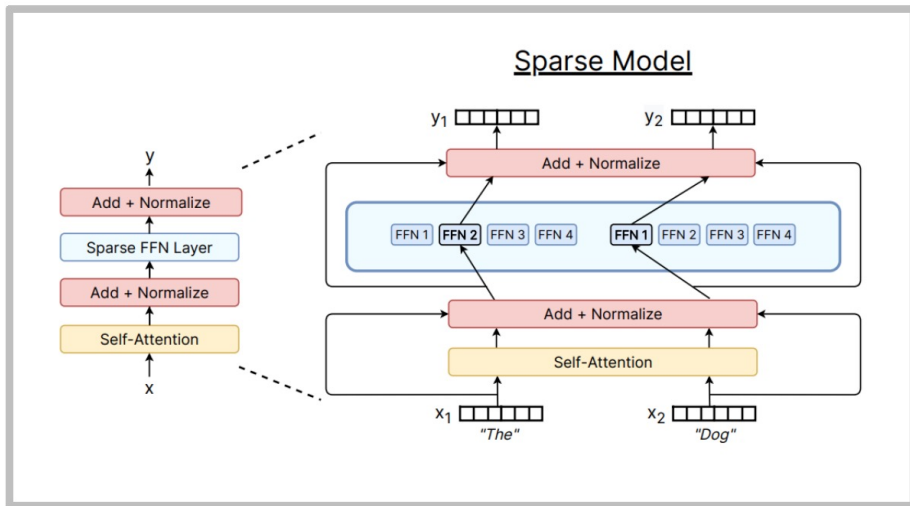 Sparse Model
y₁
y₂
Add + Normalize
FFN 1 FFN 2 FFN 3 FFN 4
FFN 1 FFN 2 FFN 3 FFN 4
Add + Normalize
Self-Attention
x₁
x₂
"The"
"Dog"
y
Add + Normalize
Sparse FFN Layer
Add + Normalize
Self-Attention
x